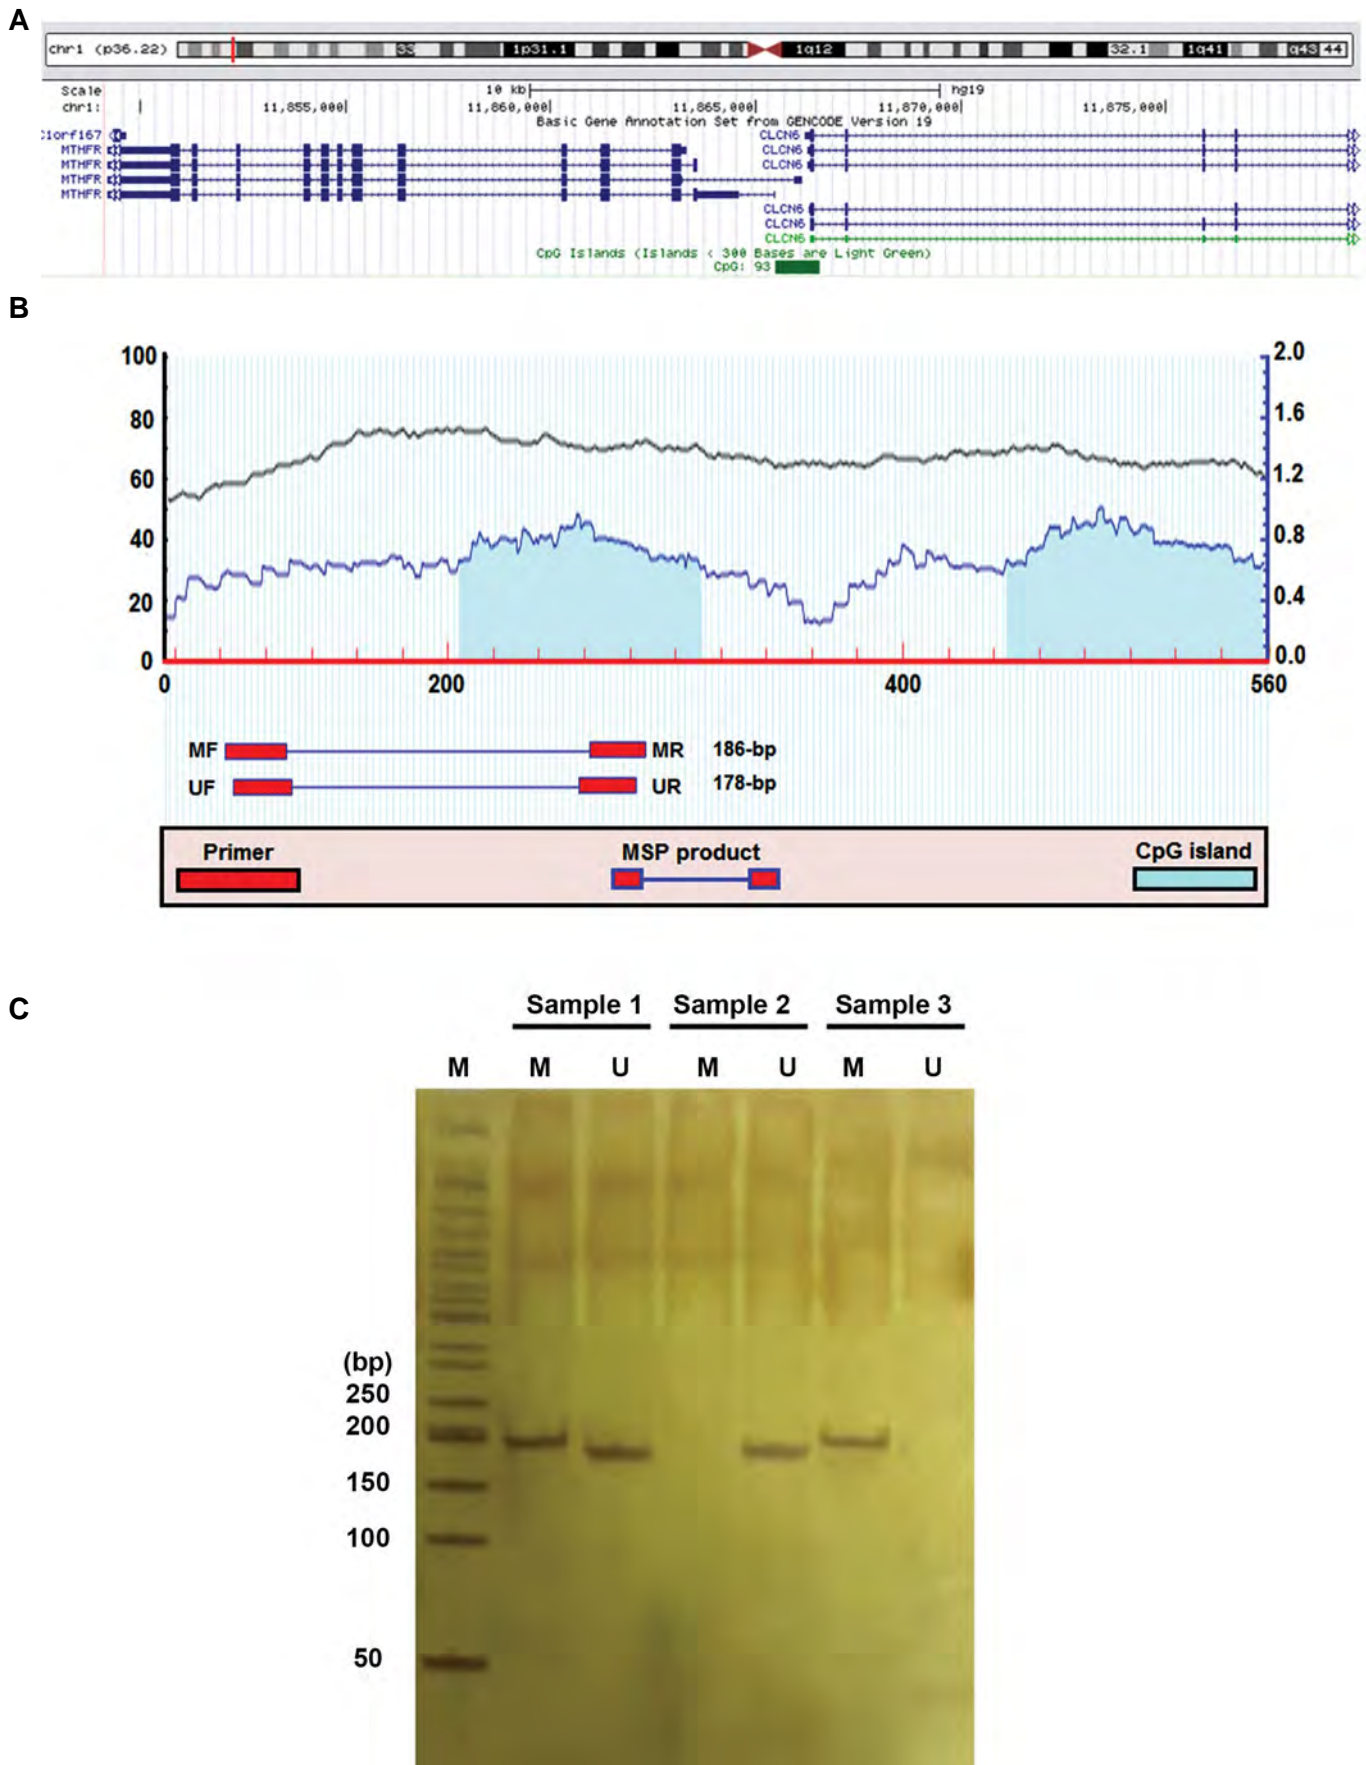 A
chr1 (p36.22) 33 1p31.1 1q12 32.1 1q41 q43 44
Scale 10 kb hg19
chr1: 11,855,000 11,860,000 11,865,000 11,870,000 11,875,000
Basic Gene Annotation Set from GENCODE Version 19
C1orf167 CLCN6
MTHFR CLCN6
MTHFR CLCN6
MTHFR
MTHFR
CLCN6
CLCN6
CLCN6
CpG Islands (Islands < 300 Bases are Light Green)
CpG: 93
B
100 2.0
80 1.6
60 1.2
40 0.8
20 0.4
0 0.0
0 200 400 560
MF MR 186-bp
UF UR 178-bp
Primer MSP product CpG island
C
Sample 1 Sample 2 Sample 3
M M U M U M U
(bp)
250
200
150
100
50